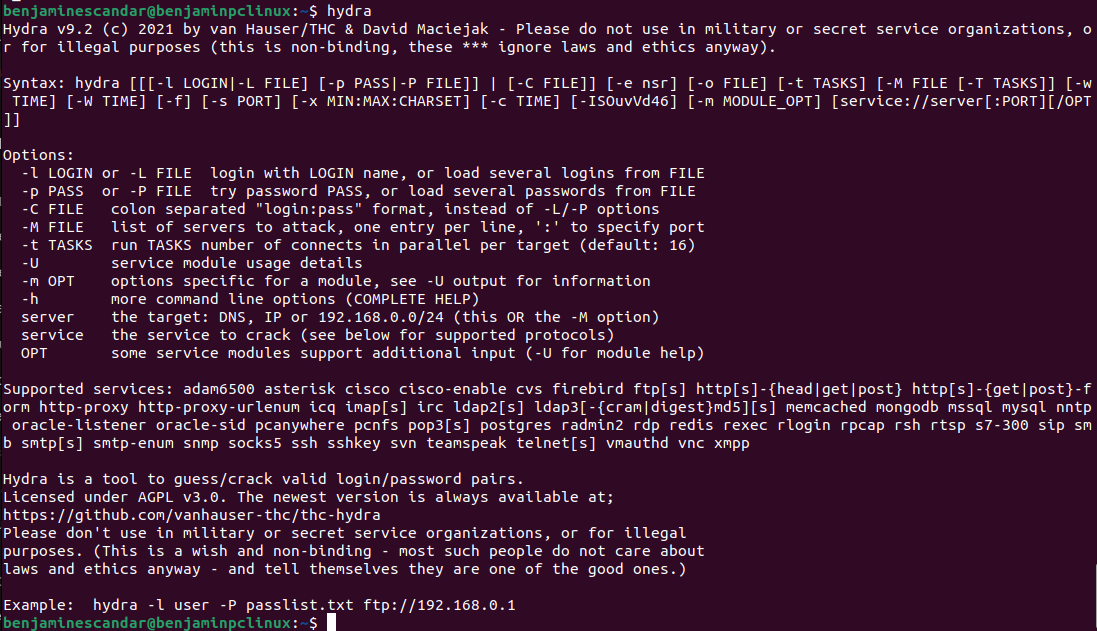 benjaminescandar@benjaminpclinux:~$ hydra
Hydra v9.2 (c) 2021 by van Hauser/THC & David Maciejak - Please do not use in military or secret service organizations, o
r for illegal purposes (this is non-binding, these *** ignore laws and ethics anyway).

Syntax: hydra [[[-l LOGIN|-L FILE] [-p PASS|-P FILE]] | [-C FILE]] [-e nsr] [-o FILE] [-t TASKS] [-M FILE [-T TASKS]] [-w
 TIME] [-W TIME] [-f] [-s PORT] [-x MIN:MAX:CHARSET] [-c TIME] [-ISOuvVd46] [-m MODULE_OPT] [service://server[:PORT][/OPT
]]

Options:
  -l LOGIN or -L FILE  login with LOGIN name, or load several logins from FILE
  -p PASS  or -P FILE  try password PASS, or load several passwords from FILE
  -C FILE   colon separated "login:pass" format, instead of -L/-P options
  -M FILE   list of servers to attack, one entry per line, ':' to specify port
  -t TASKS  run TASKS number of connects in parallel per target (default: 16)
  -U        service module usage details
  -m OPT    options specific for a module, see -U output for information
  -h        more command line options (COMPLETE HELP)
  server    the target: DNS, IP or 192.168.0.0/24 (this OR the -M option)
  service   the service to crack (see below for supported protocols)
  OPT       some service modules support additional input (-U for module help)

Supported services: adam6500 asterisk cisco cisco-enable cvs firebird ftp[s] http[s]-{head|get|post} http[s]-{get|post}-f
orm http-proxy http-proxy-urlenum icq imap[s] irc ldap2[s] ldap3[-{cram|digest}md5][s] memcached mongodb mssql mysql nntp
 oracle-listener oracle-sid pcanywhere pcnfs pop3[s] postgres radmin2 rdp redis rexec rlogin rpcap rsh rtsp s7-300 sip sm
b smtp[s] smtp-enum snmp socks5 ssh sshkey svn teamspeak telnet[s] vmauthd vnc xmpp

Hydra is a tool to guess/crack valid login/password pairs.
Licensed under AGPL v3.0. The newest version is always available at;
https://github.com/vanhauser-thc/thc-hydra
Please don't use in military or secret service organizations, or for illegal
purposes. (This is a wish and non-binding - most such people do not care about
laws and ethics anyway - and tell themselves they are one of the good ones.)

Example:  hydra -l user -P passlist.txt ftp://192.168.0.1
benjaminescandar@benjaminpclinux:~$